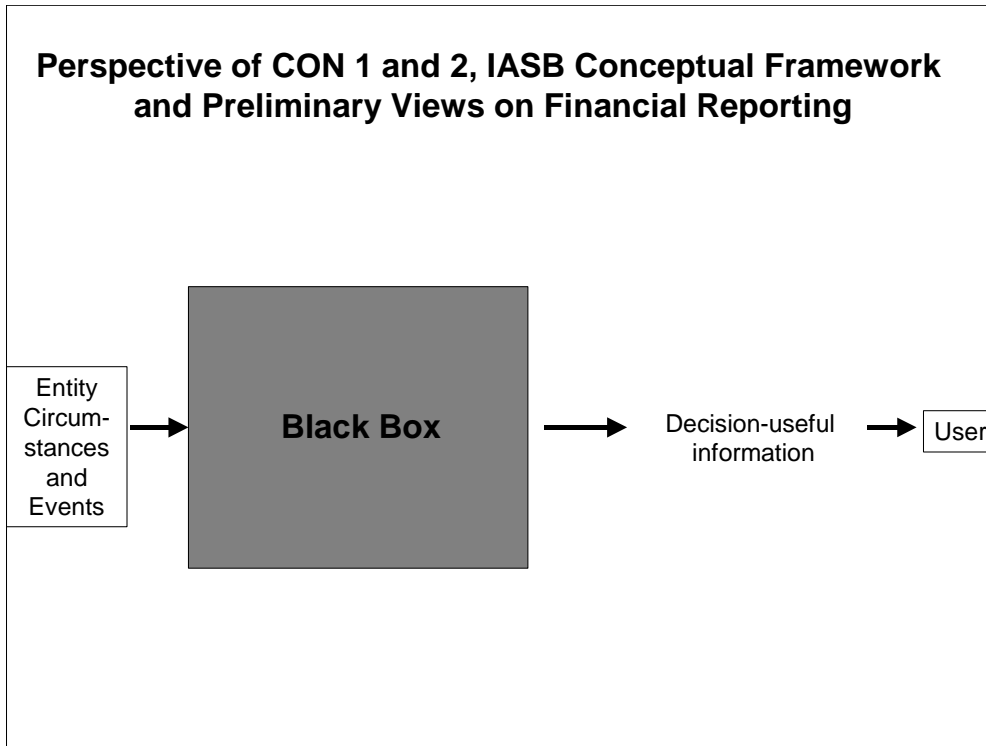 Perspective of CON 1 and 2, IASB Conceptual Framework
and Preliminary Views on Financial Reporting
Entity
Circum-
stances
and
Events
Black Box
Decision-useful
information
User